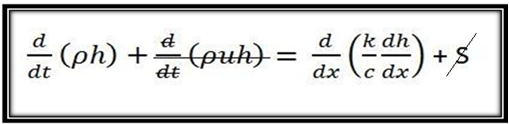 d/dt (ρh) + d/dt (ρuh) = d/dx (k/c dh/dx) + S